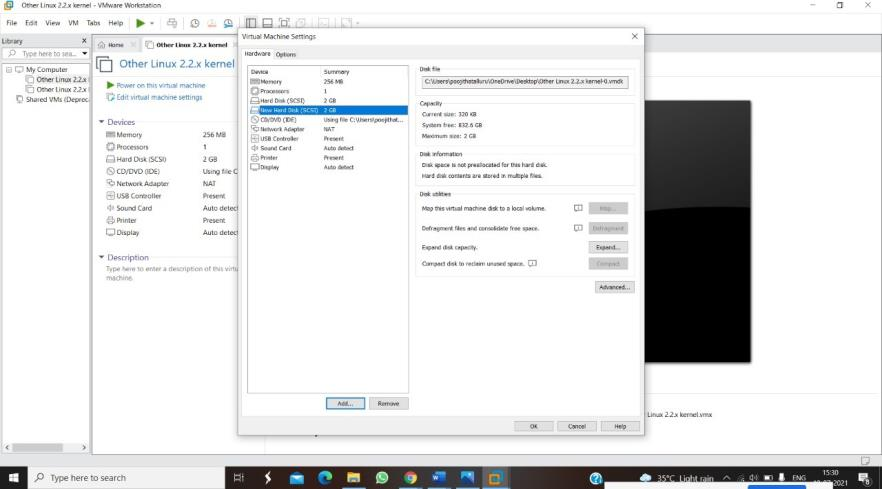 Other Linux 2.2.x kernel - VMware Workstation
File Edit View VM Tabs Help
Library
Type here to sea...
My Computer
Other Linux 2.2.x
Other Linux 2.2.x
Shared VMs (Deprec
Home
Other Linux 2.2.x kernel
Other Linux 2.2.x kernel
Power on this virtual machine
Edit virtual machine settings
Devices
Memory 256 MB
Processors 1
Hard Disk (SCSI) 2 GB
CD/DVD (IDE) Using file C
Network Adapter NAT
USB Controller Present
Sound Card Auto detect
Printer Present
Display Auto detect
Description
Type here to enter a description of this virtu
machine.
Virtual Machine Settings
Hardware Options
Device Summary
Memory 256 MB
Processors 1
Hard Disk (SCSI) 2 GB
New Hard Disk (SCSI) 2 GB
CD/DVD (IDE) Using file C:\Users\poojithat...
Network Adapter NAT
USB Controller Present
Sound Card Auto detect
Printer Present
Display Auto detect
Add... Remove
Disk file
C:\Users\poojithatalluru\OneDrive\Desktop\Other Linux 2.2.x kernel-0.vmdk
Capacity
Current size: 320 KB
System free: 832.6 GB
Maximum size: 2 GB
Disk information
Disk space is not preallocated for this hard disk.
Hard disk contents are stored in multiple files.
Disk utilities
Map this virtual machine disk to a local volume. Map...
Defragment files and consolidate free space. Defragment
Expand disk capacity. Expand...
Compact disk to reclaim unused space. Compact
Advanced...
OK Cancel Help
Linux 2.2.x kernel.vmx
Type here to search
35°C Light rain
ENG
15:30